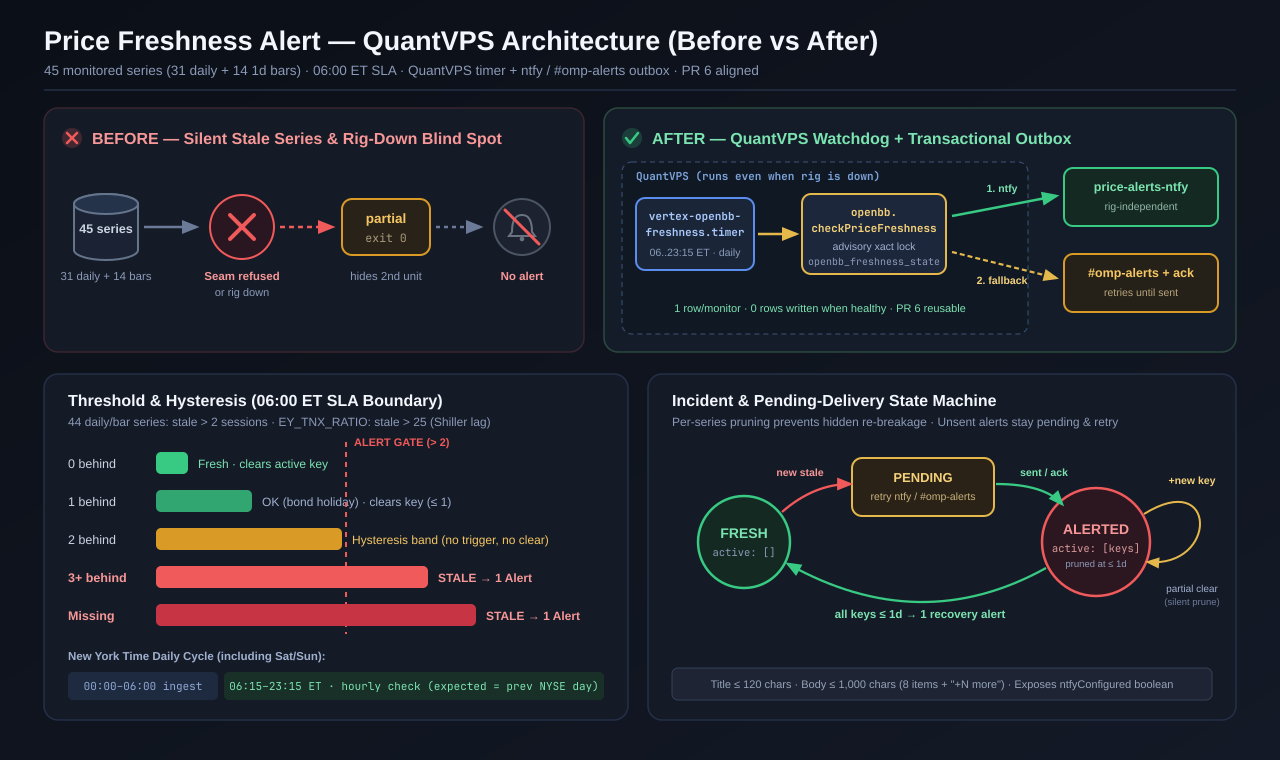 Price Freshness Alert — QuantVPS Architecture (Before vs After)
45 monitored series (31 daily + 14 1d bars) · 06:00 ET SLA · QuantVPS timer + ntfy / #omp-alerts outbox · PR 6 aligned
BEFORE — Silent Stale Series & Rig-Down Blind Spot
45 series
31 daily + 14 bars
Seam refused
or rig down
partial
exit 0
hides 2nd unit
No alert
AFTER — QuantVPS Watchdog + Transactional Outbox
QuantVPS (runs even when rig is down)
vertex-openbb-
freshness.timer
06..23:15 ET · daily
openbb.
checkPriceFreshness
advisory xact lock
openbb_freshness_state
1. ntfy
2. fallback
price-alerts-ntfy
rig-independent
#omp-alerts + ack
retries until sent
1 row/monitor · 0 rows written when healthy · PR 6 reusable
Threshold & Hysteresis (06:00 ET SLA Boundary)
44 daily/bar series: stale > 2 sessions · EY_TNX_RATIO: stale > 25 (Shiller lag)
ALERT GATE (> 2)
0 behind
Fresh · clears active key
1 behind
OK (bond holiday) · clears key (≤ 1)
2 behind
Hysteresis band (no trigger, no clear)
3+ behind
STALE → 1 Alert
Missing
STALE → 1 Alert
New York Time Daily Cycle (including Sat/Sun):
00:00–06:00 ingest
06:15–23:15 ET · hourly check (expected = prev NYSE day)
Incident & Pending-Delivery State Machine
Per-series pruning prevents hidden re-breakage · Unsent alerts stay pending & retry
new stale
PENDING
retry ntfy / #omp-alerts
sent / ack
+new key
FRESH
active: []
ALERTED
active: [keys]
pruned at ≤ 1d
partial clear
(silent prune)
all keys ≤ 1d → 1 recovery alert
Title ≤ 120 chars · Body ≤ 1,000 chars (8 items + "+N more") · Exposes ntfyConfigured boolean